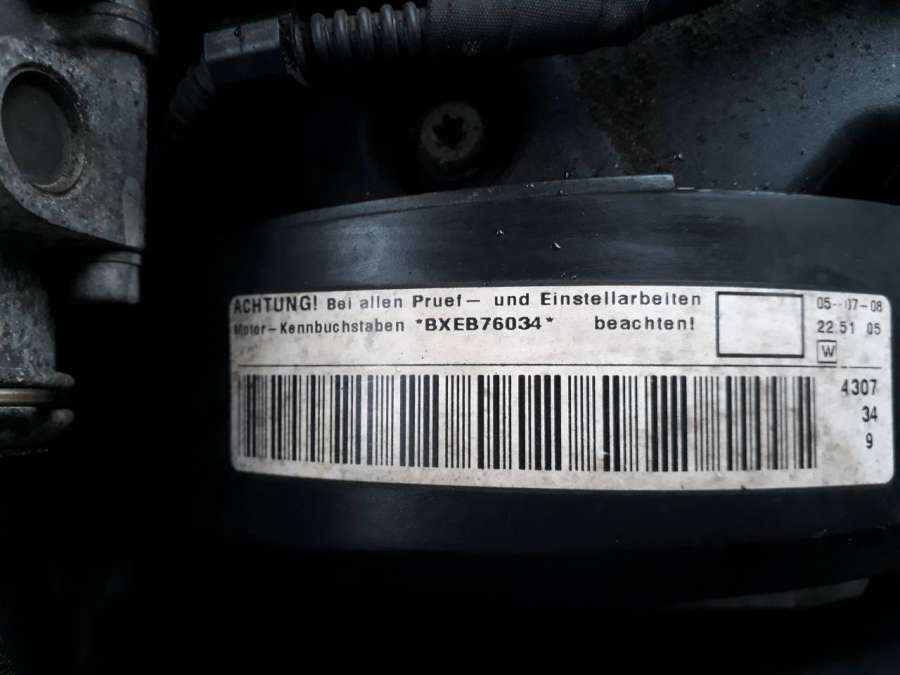 ACHTUNG! Bei allen Pruef- und Einstellarbeiten
Motor-Kennbuchstaben *BXEB76034* beachten!
05--07-08
22 51 05
W
4307
34
9